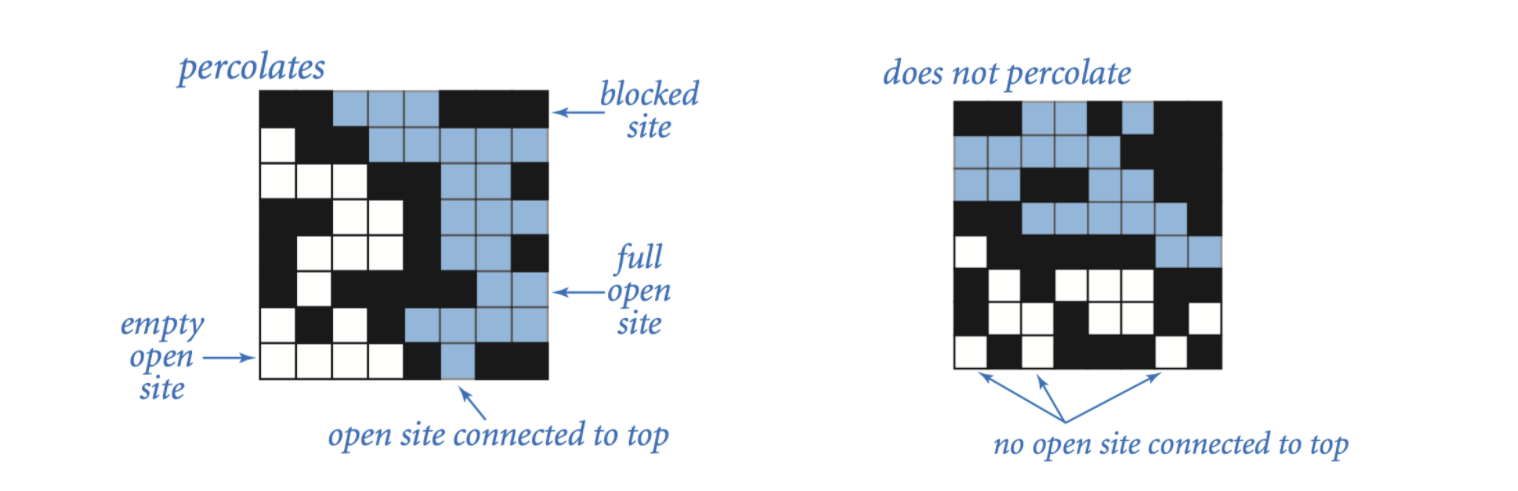 percolates
blocked
site
full
open
site
empty
open
site
open site connected to top
does not percolate
no open site connected to top